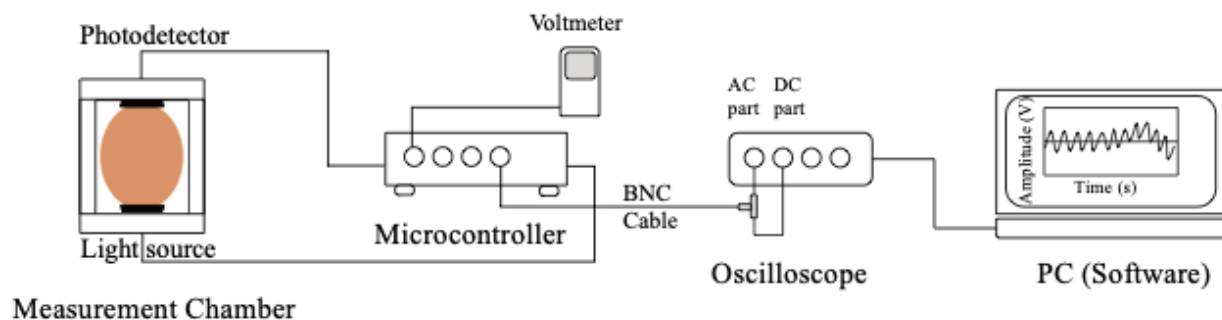 Voltmeter
Photodetector
AC part
DC part
Amplitude (V)
Time (s)
BNC
Cable
Light source
Microcontroller
Oscilloscope
PC (Software)
Measurement Chamber